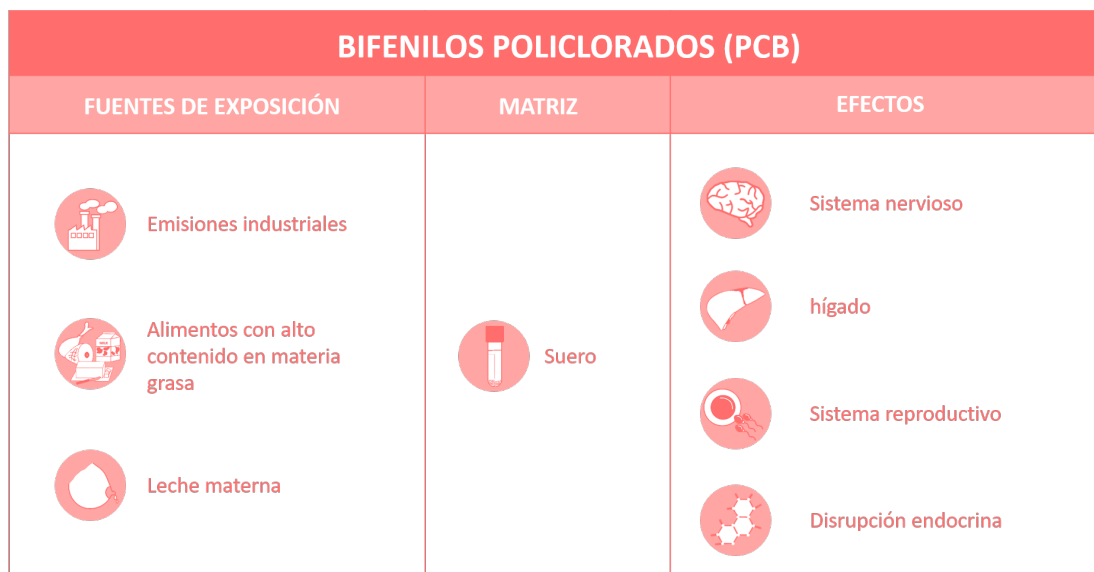 BIFENILOS POLICLORADOS (PCB)
FUENTES DE EXPOSICIÓN
MATRIZ
EFECTOS
Emisiones industriales
Alimentos con alto
contenido en materia
grasa
Leche materna
Suero
Sistema nervioso
hígado
Sistema reproductivo
Disrupción endocrina